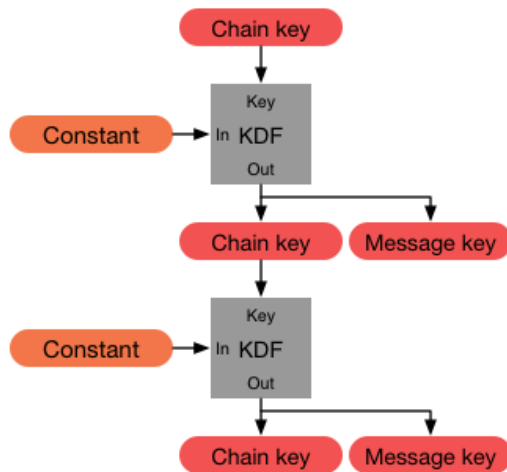 Chain key
Key
Constant
In KDF
Out
Chain key Message key
Key
Constant
In KDF
Out
Chain key Message key